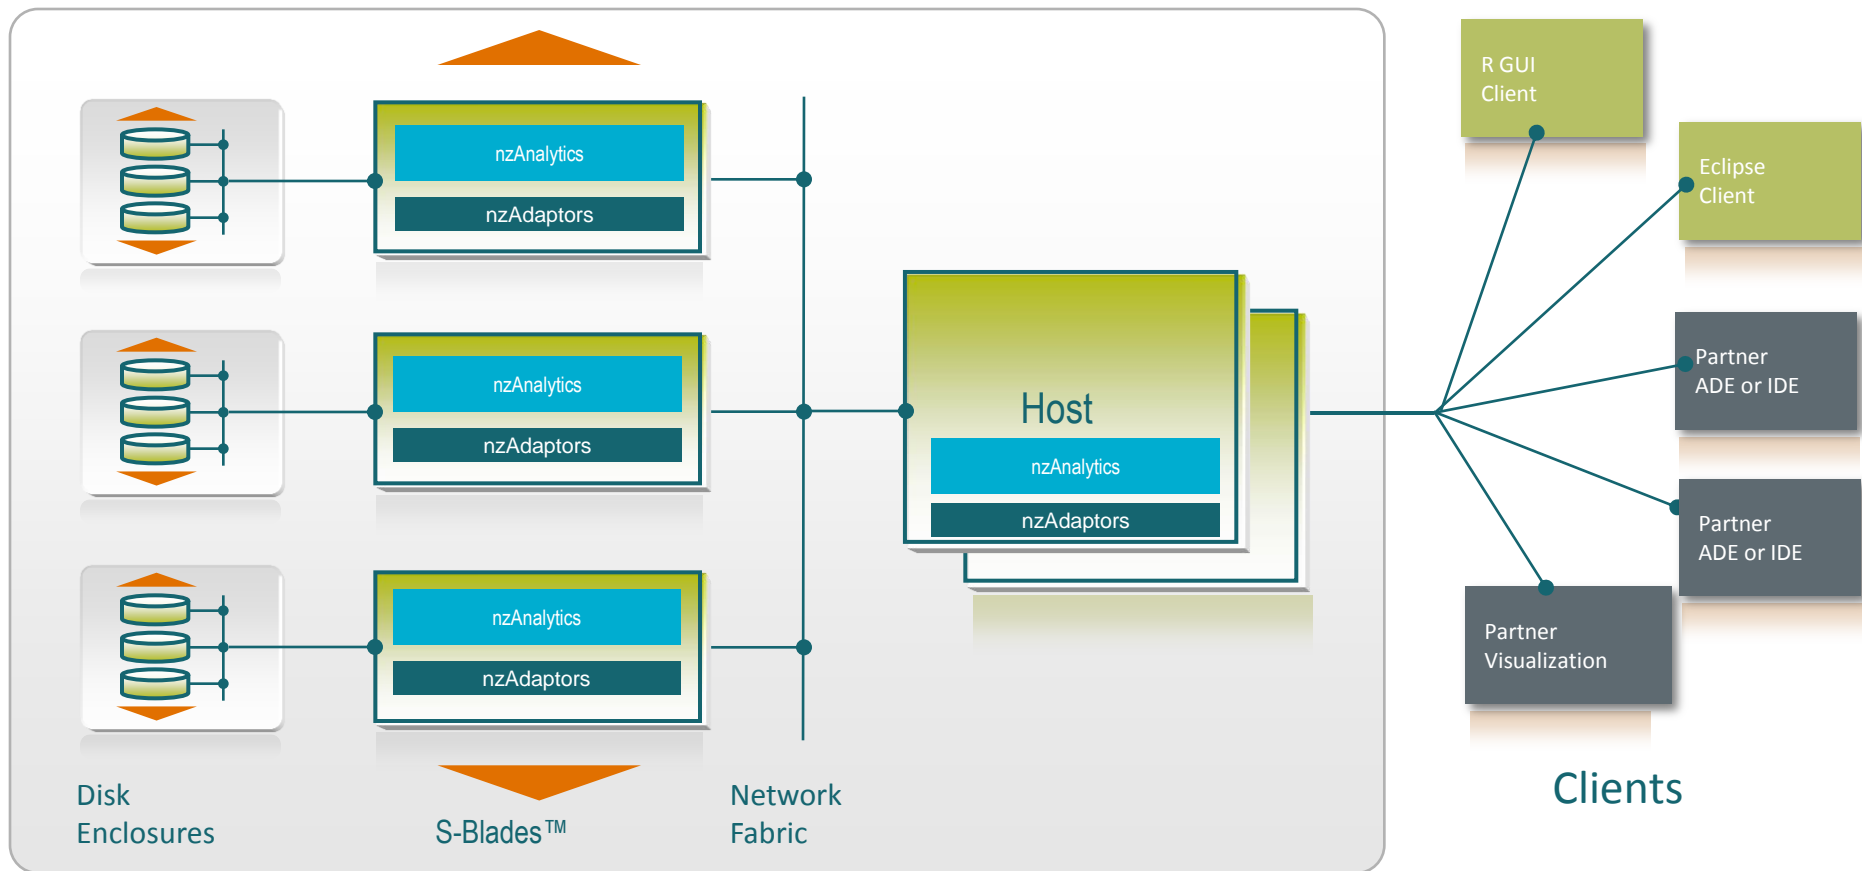 R GUI
Client
nzAnalytics
nzAdaptors
Eclipse
Client
nzAnalytics
nzAdaptors
Host
nzAnalytics
nzAdaptors
Partner
ADE or IDE
Partner
ADE or IDE
nzAnalytics
nzAdaptors
Partner
Visualization
Disk
Enclosures
S-Blades™
Network
Fabric
Clients